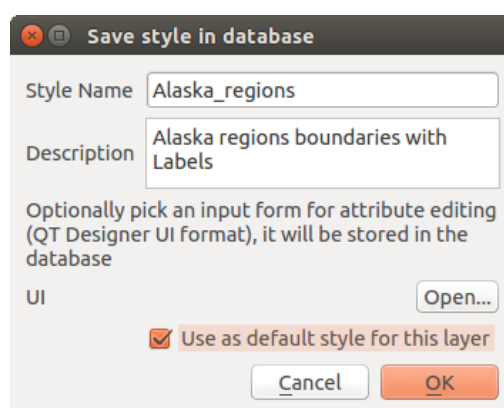 Save style in database
Style Name Alaska_regions
Description Alaska regions boundaries with
Labels
Optionally pick an input form for attribute editing
(QT Designer UI format), it will be stored in the
database
UI Open...
Use as default style for this layer
Cancel OK